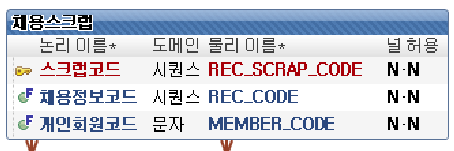 채용스크랩
논리 이름* 도메인 물리 이름* 널 허용
스크랩코드 시퀀스 REC_SCRAP_CODE N-N
F 채용정보코드 시퀀스 REC_CODE N-N
F 개인회원코드 문자 MEMBER_CODE N-N